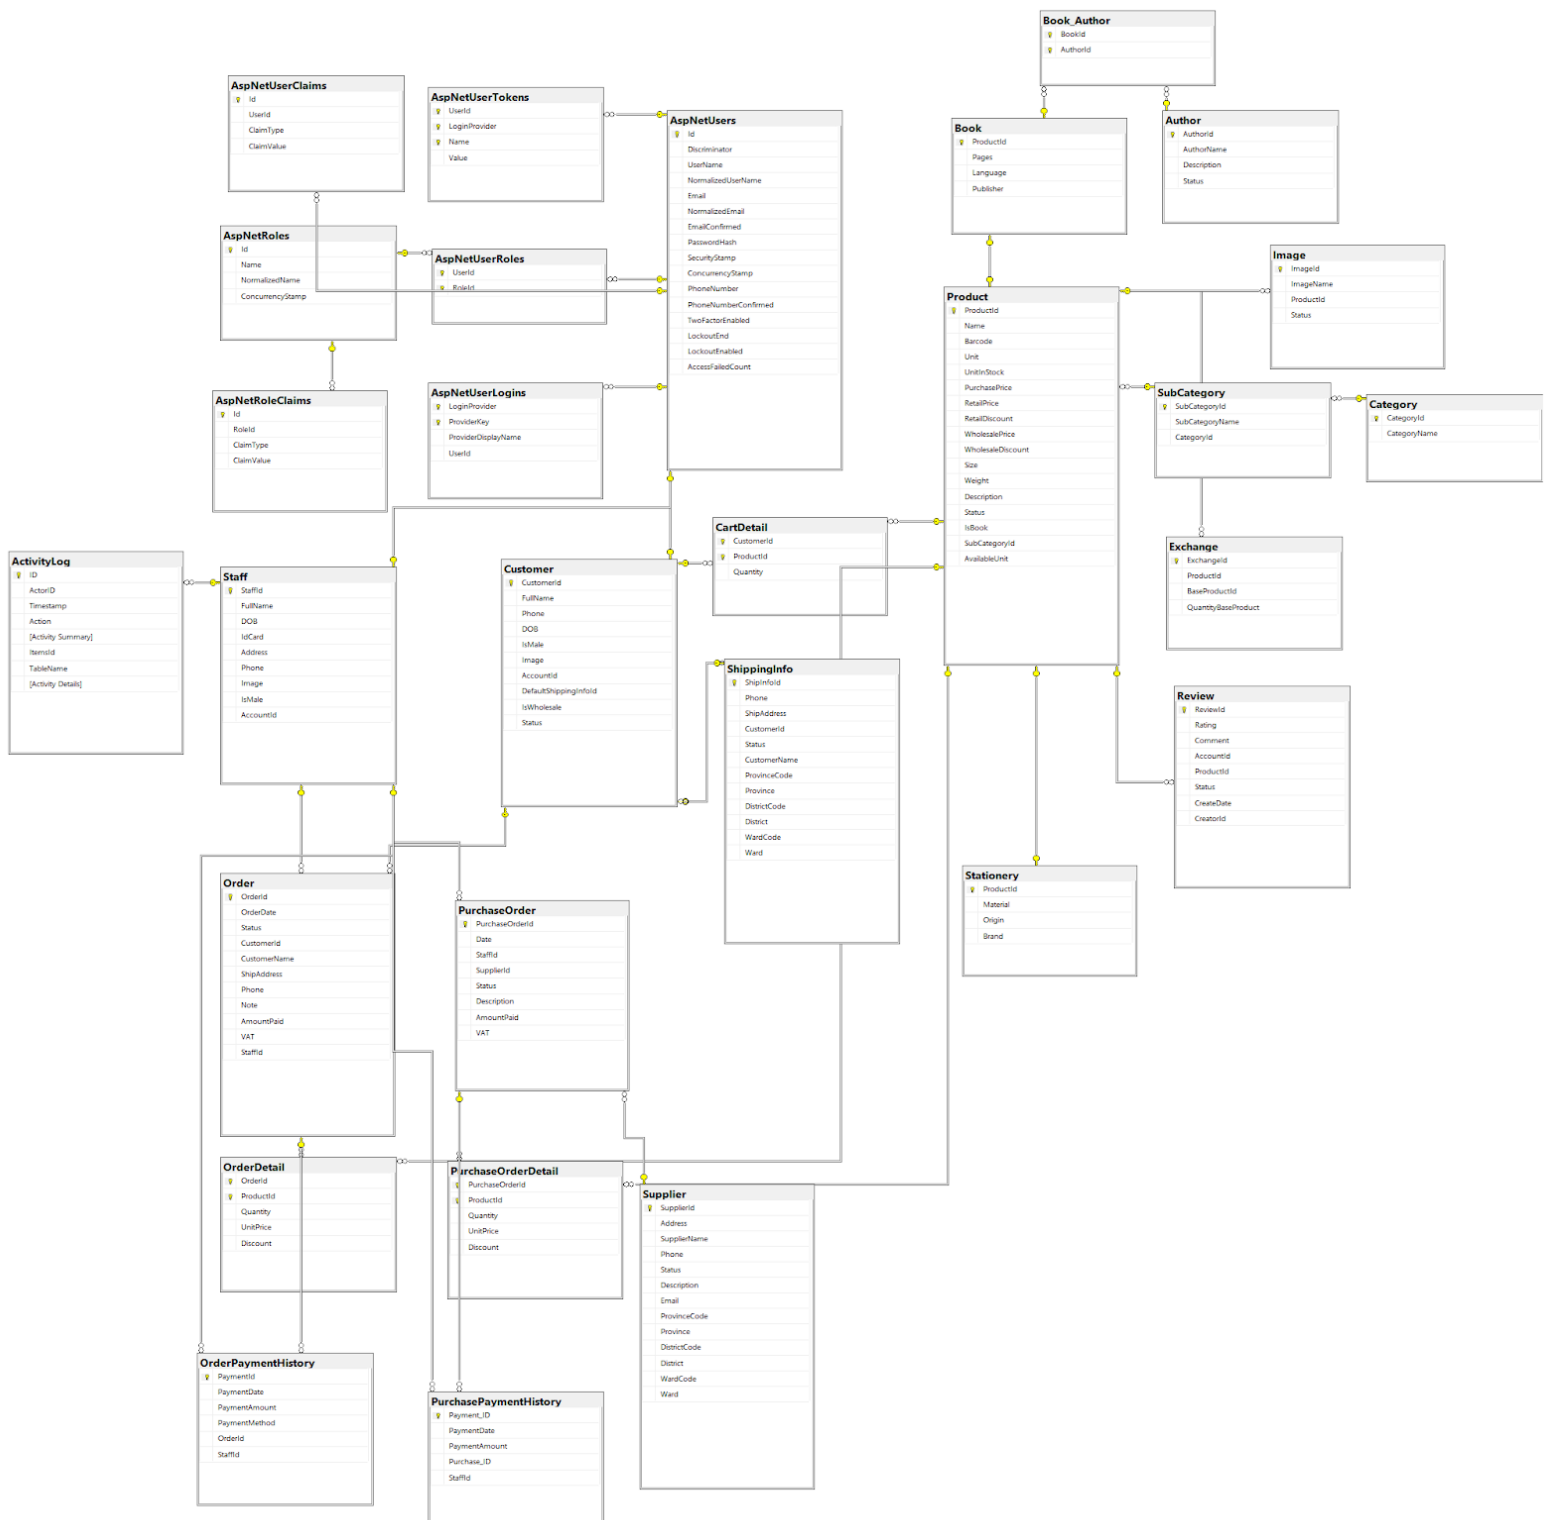 Book_Author
BookId
AuthorId
AspNetUserClaims
Id
UserId
ClaimType
ClaimValue
AspNetUserTokens
UserId
LoginProvider
Name
Value
AspNetUsers
Id
Discriminator
UserName
NormalizedUserName
Email
NormalizedEmail
EmailConfirmed
PasswordHash
SecurityStamp
ConcurrencyStamp
PhoneNumber
PhoneNumberConfirmed
TwoFactorEnabled
LockoutEnd
LockoutEnabled
AccessFailedCount
Book
ProductId
Pages
Language
Publisher
Author
AuthorId
AuthorName
Description
Status
AspNetRoles
Id
Name
NormalizedName
ConcurrencyStamp
AspNetUserRoles
UserId
RoleId
Image
ImageId
ImageName
ProductId
Status
Product
ProductId
Name
Barcode
Unit
UnitInStock
PurchasePrice
RetailPrice
RetailDiscount
WholesalePrice
WholesaleDiscount
Size
Weight
Description
Status
IsBook
SubCategoryId
AvailableUnit
AspNetRoleClaims
Id
RoleId
ClaimType
ClaimValue
AspNetUserLogins
LoginProvider
ProviderKey
ProviderDisplayName
UserId
SubCategory
SubCategoryId
SubCategoryName
CategoryId
Category
CategoryId
CategoryName
CartDetail
CustomerId
ProductId
Quantity
Exchange
ExchangeId
ProductId
BaseProductId
QuantityBaseProduct
ActivityLog
ID
ActorID
Timestamp
Action
[Activity Summary]
ItemsId
TableName
[Activity Details]
Staff
StaffId
FullName
DOB
IdCard
Address
Phone
Image
IsMale
AccountId
Customer
CustomerId
FullName
Phone
DOB
IsMale
Image
AccountId
DefaultShippingInfoId
IsWholesale
Status
ShippingInfo
ShipInfoId
Phone
ShipAddress
CustomerId
Status
CustomerName
ProvinceCode
Province
DistrictCode
District
WardCode
Ward
Review
ReviewId
Rating
Comment
AccountId
ProductId
Status
CreateDate
CreatorId
Stationery
ProductId
Material
Origin
Brand
Order
OrderId
OrderDate
Status
CustomerId
CustomerName
ShipAddress
Phone
Note
AmountPaid
VAT
StaffId
PurchaseOrder
PurchaseOrderId
Date
StaffId
SupplierId
Status
Description
AmountPaid
VAT
OrderDetail
OrderId
ProductId
Quantity
UnitPrice
Discount
PurchaseOrderDetail
PurchaseOrderId
ProductId
Quantity
UnitPrice
Discount
Supplier
SupplierId
Address
SupplierName
Phone
Status
Description
Email
ProvinceCode
Province
DistrictCode
District
WardCode
Ward
OrderPaymentHistory
PaymentId
PaymentDate
PaymentAmount
PaymentMethod
OrderId
StaffId
PurchasePaymentHistory
Payment_ID
PaymentDate
PaymentAmount
Purchase_ID
StaffId